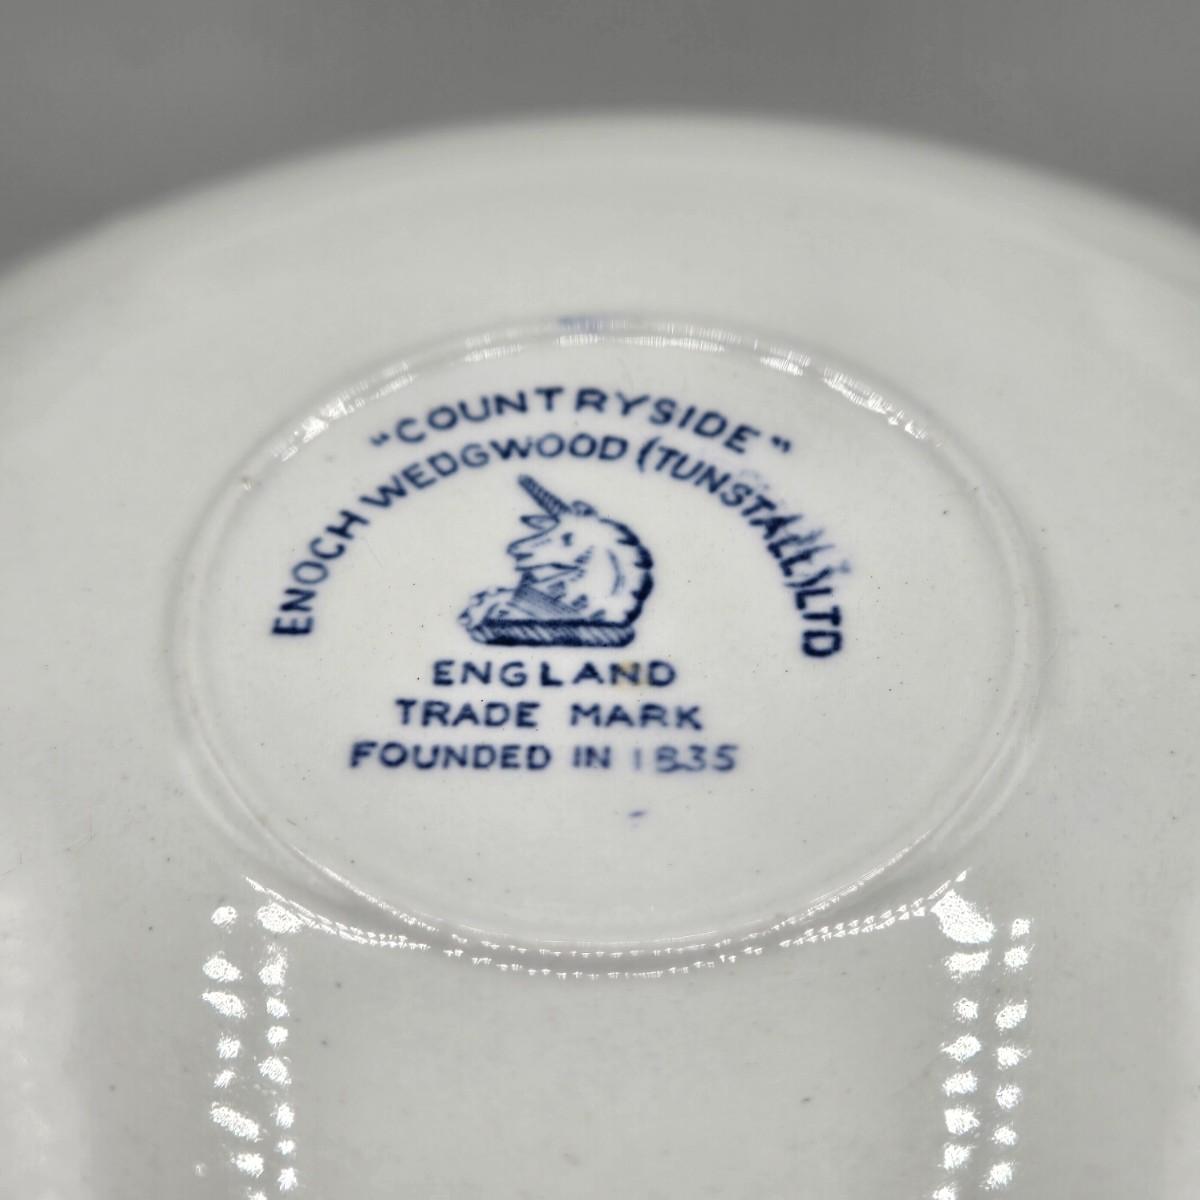 "COUNTRYSIDE"
ENOCH WEDGWOOD (TUNSTALL) LTD
ENGLAND
TRADE MARK
FOUNDED IN 1835